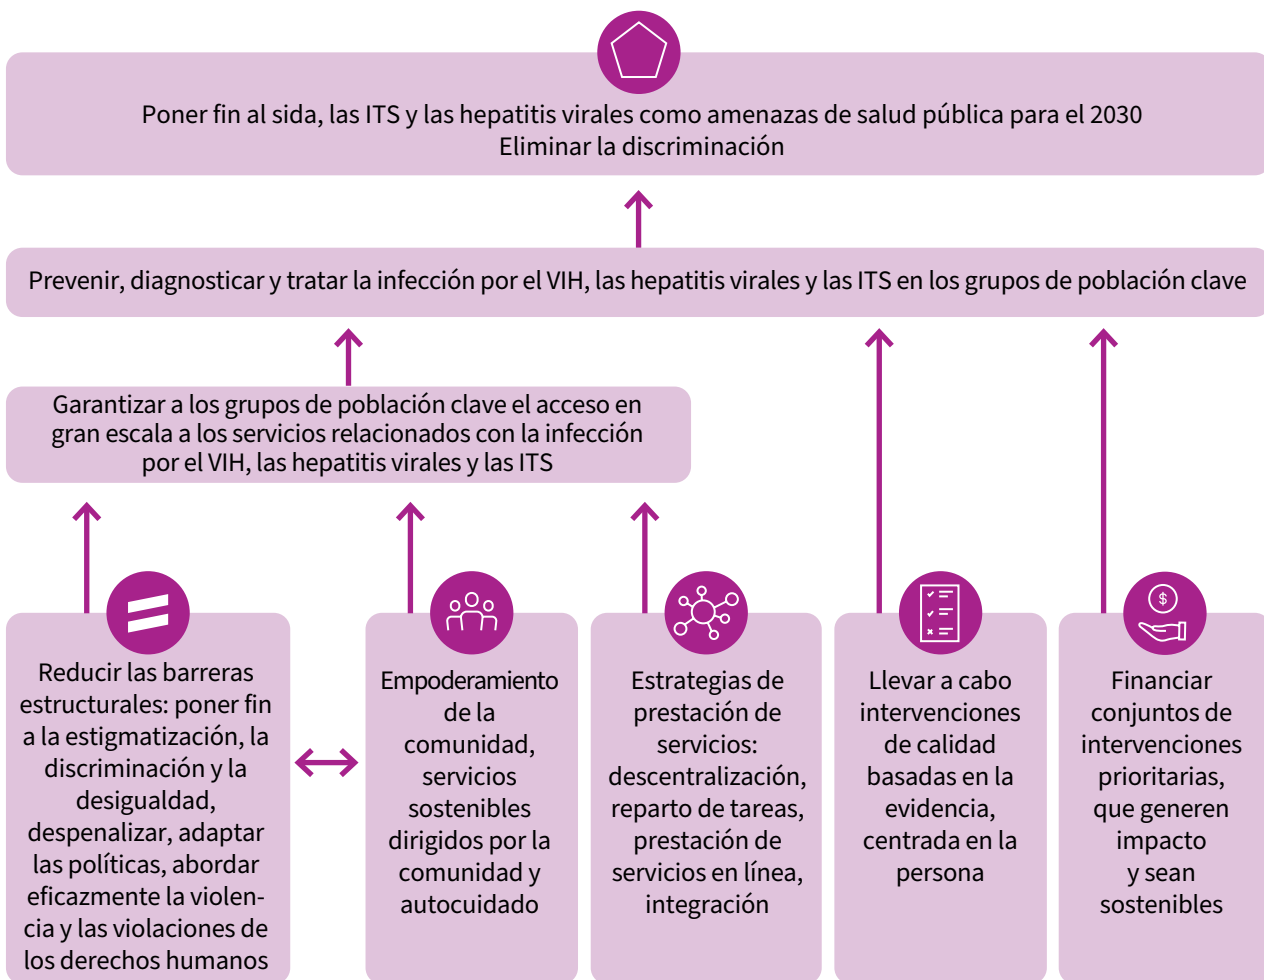 Poner fin al sida, las ITS y las hepatitis virales como amenazas de salud pública para el 2030
Eliminar la discriminación
Prevenir, diagnosticar y tratar la infección por el VIH, las hepatitis virales y las ITS en los grupos de población clave
Garantizar a los grupos de población clave el acceso en
gran escala a los servicios relacionados con la infección
por el VIH, las hepatitis virales y las ITS
Reducir las barreras
estructurales: poner fin
a la estigmatización, la
discriminación y la
desigualdad,
despenalizar, adaptar
las políticas, abordar
eficazmente la violen-
cia y las violaciones de
los derechos humanos
Empoderamiento
de la
comunidad,
servicios
sostenibles
dirigidos por la
comunidad y
autocuidado
Estrategias de
prestación de
servicios:
descentralización,
reparto de tareas,
prestación de
servicios en línea,
integración
Llevar a cabo
intervenciones
de calidad
basadas en la
evidencia,
centrada en la
persona
$
Financiar
conjuntos de
intervenciones
prioritarias,
que generen
impacto
y sean
sostenibles